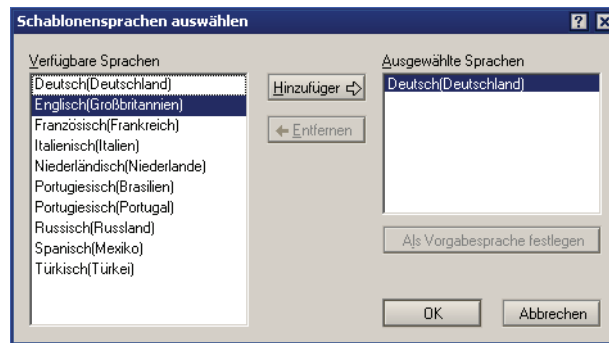 Schablonensprachen auswählen
Verfügbare Sprachen
Deutsch(Deutschland)
Englisch(Großbritannien)
Französisch(Frankreich)
Italienisch(Italien)
Niederländisch(Niederlande)
Portugiesisch(Brasilien)
Portugiesisch(Portugal)
Russisch(Russland)
Spanisch(Mexiko)
Türkisch(Türkei)
Hinzufüger
Entfernen
Ausgewählte Sprachen
Deutsch(Deutschland)
Als Vorgabesprache festlegen
OK
Abbrechen